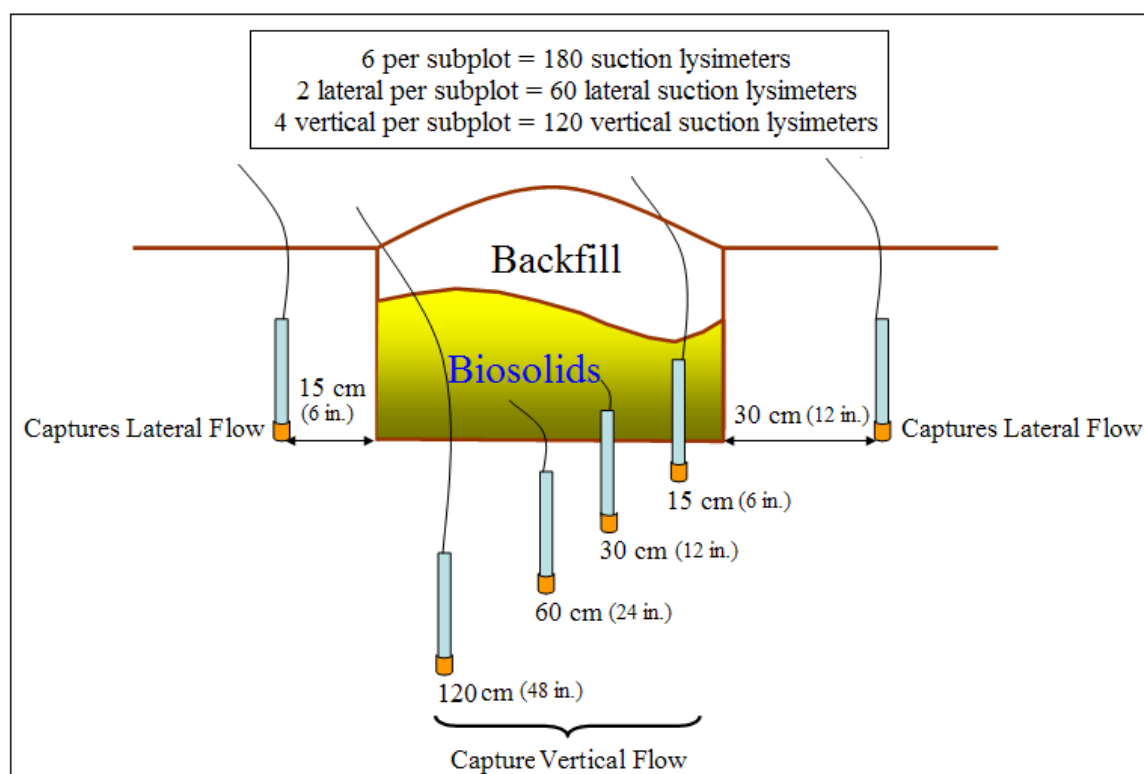 6 per subplot = 180 suction lysimeters
2 lateral per subplot = 60 lateral suction lysimeters
4 vertical per subplot = 120 vertical suction lysimeters
Backfill
Biosolids
15 cm
(6 in.)
30 cm (12 in.)
Captures Lateral Flow
Captures Lateral Flow
15 cm (6 in.)
30 cm (12 in.)
60 cm (24 in.)
120 cm (48 in.)
Capture Vertical Flow